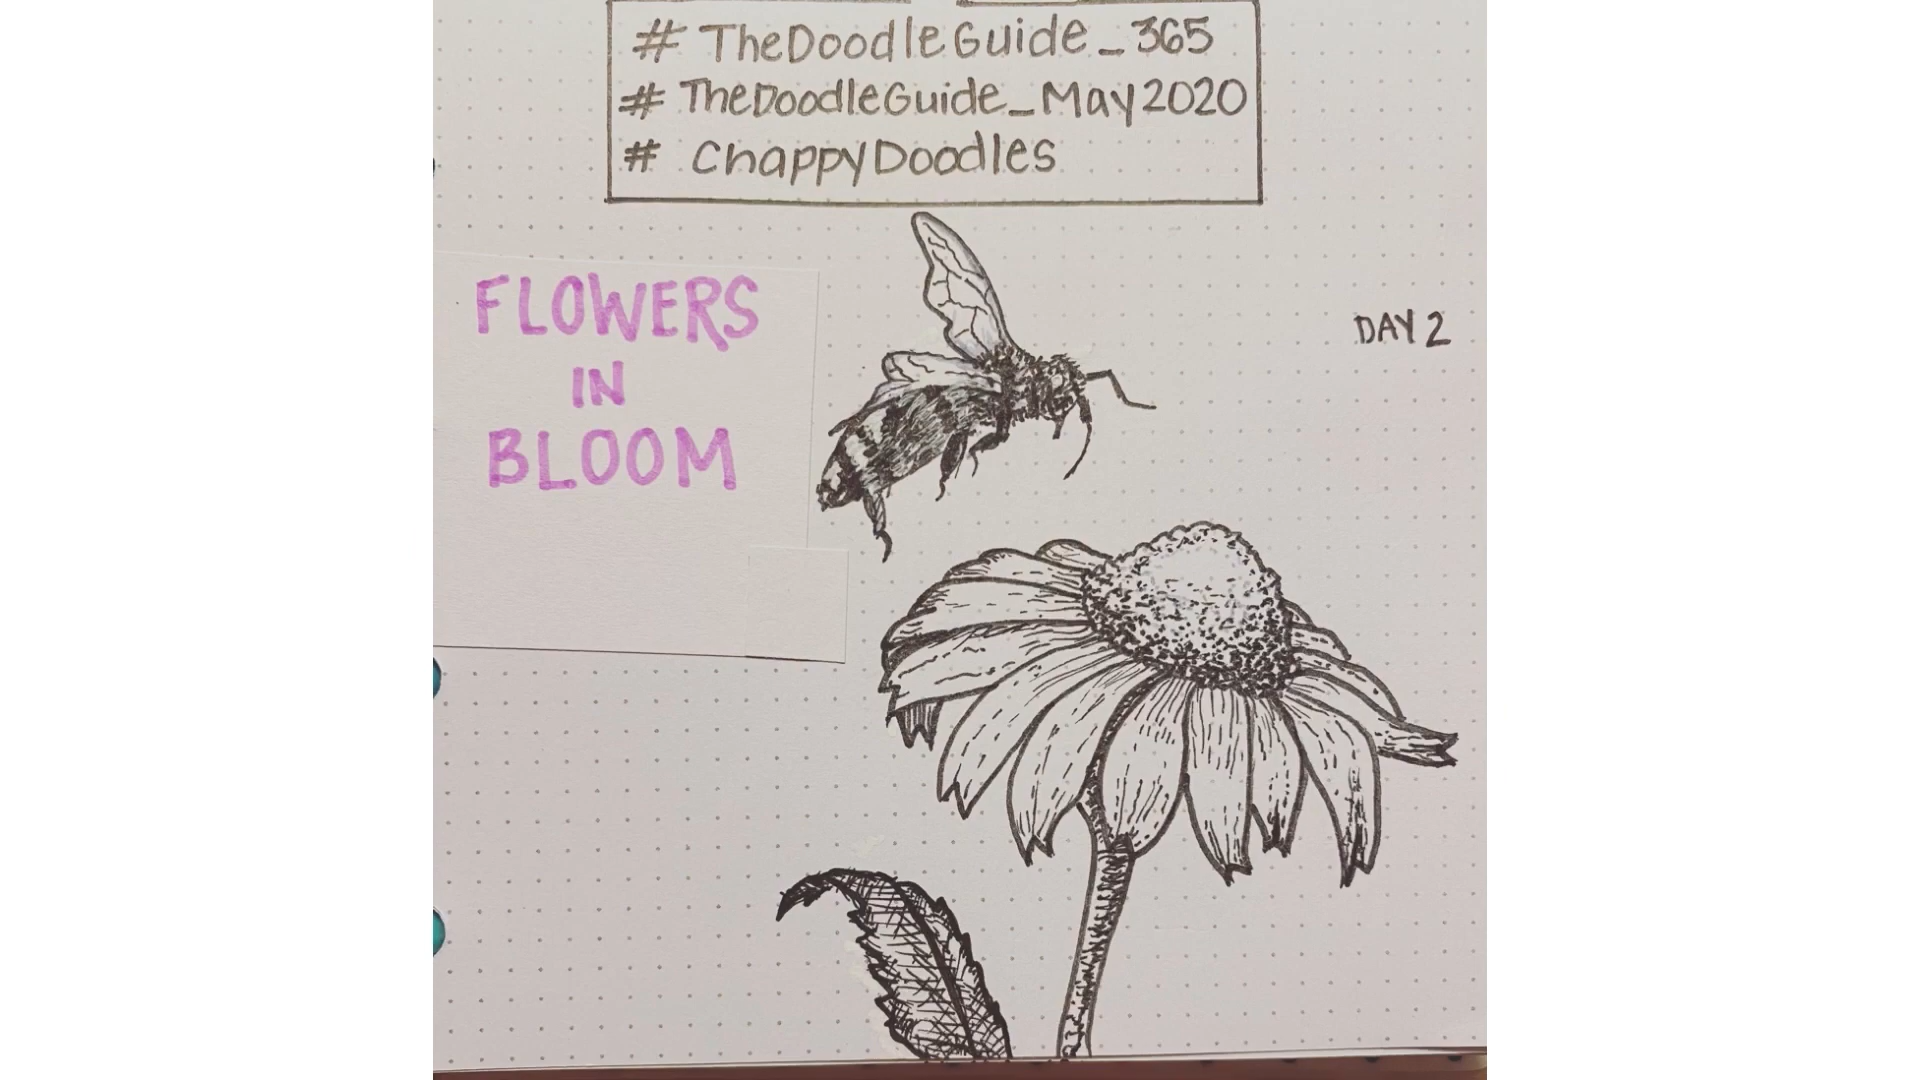 # TheDoodleGuide_365
# TheDoodleGuide_May2020
# ChappyDoodles
FLOWERS
IN
BLOOM
DAY 2